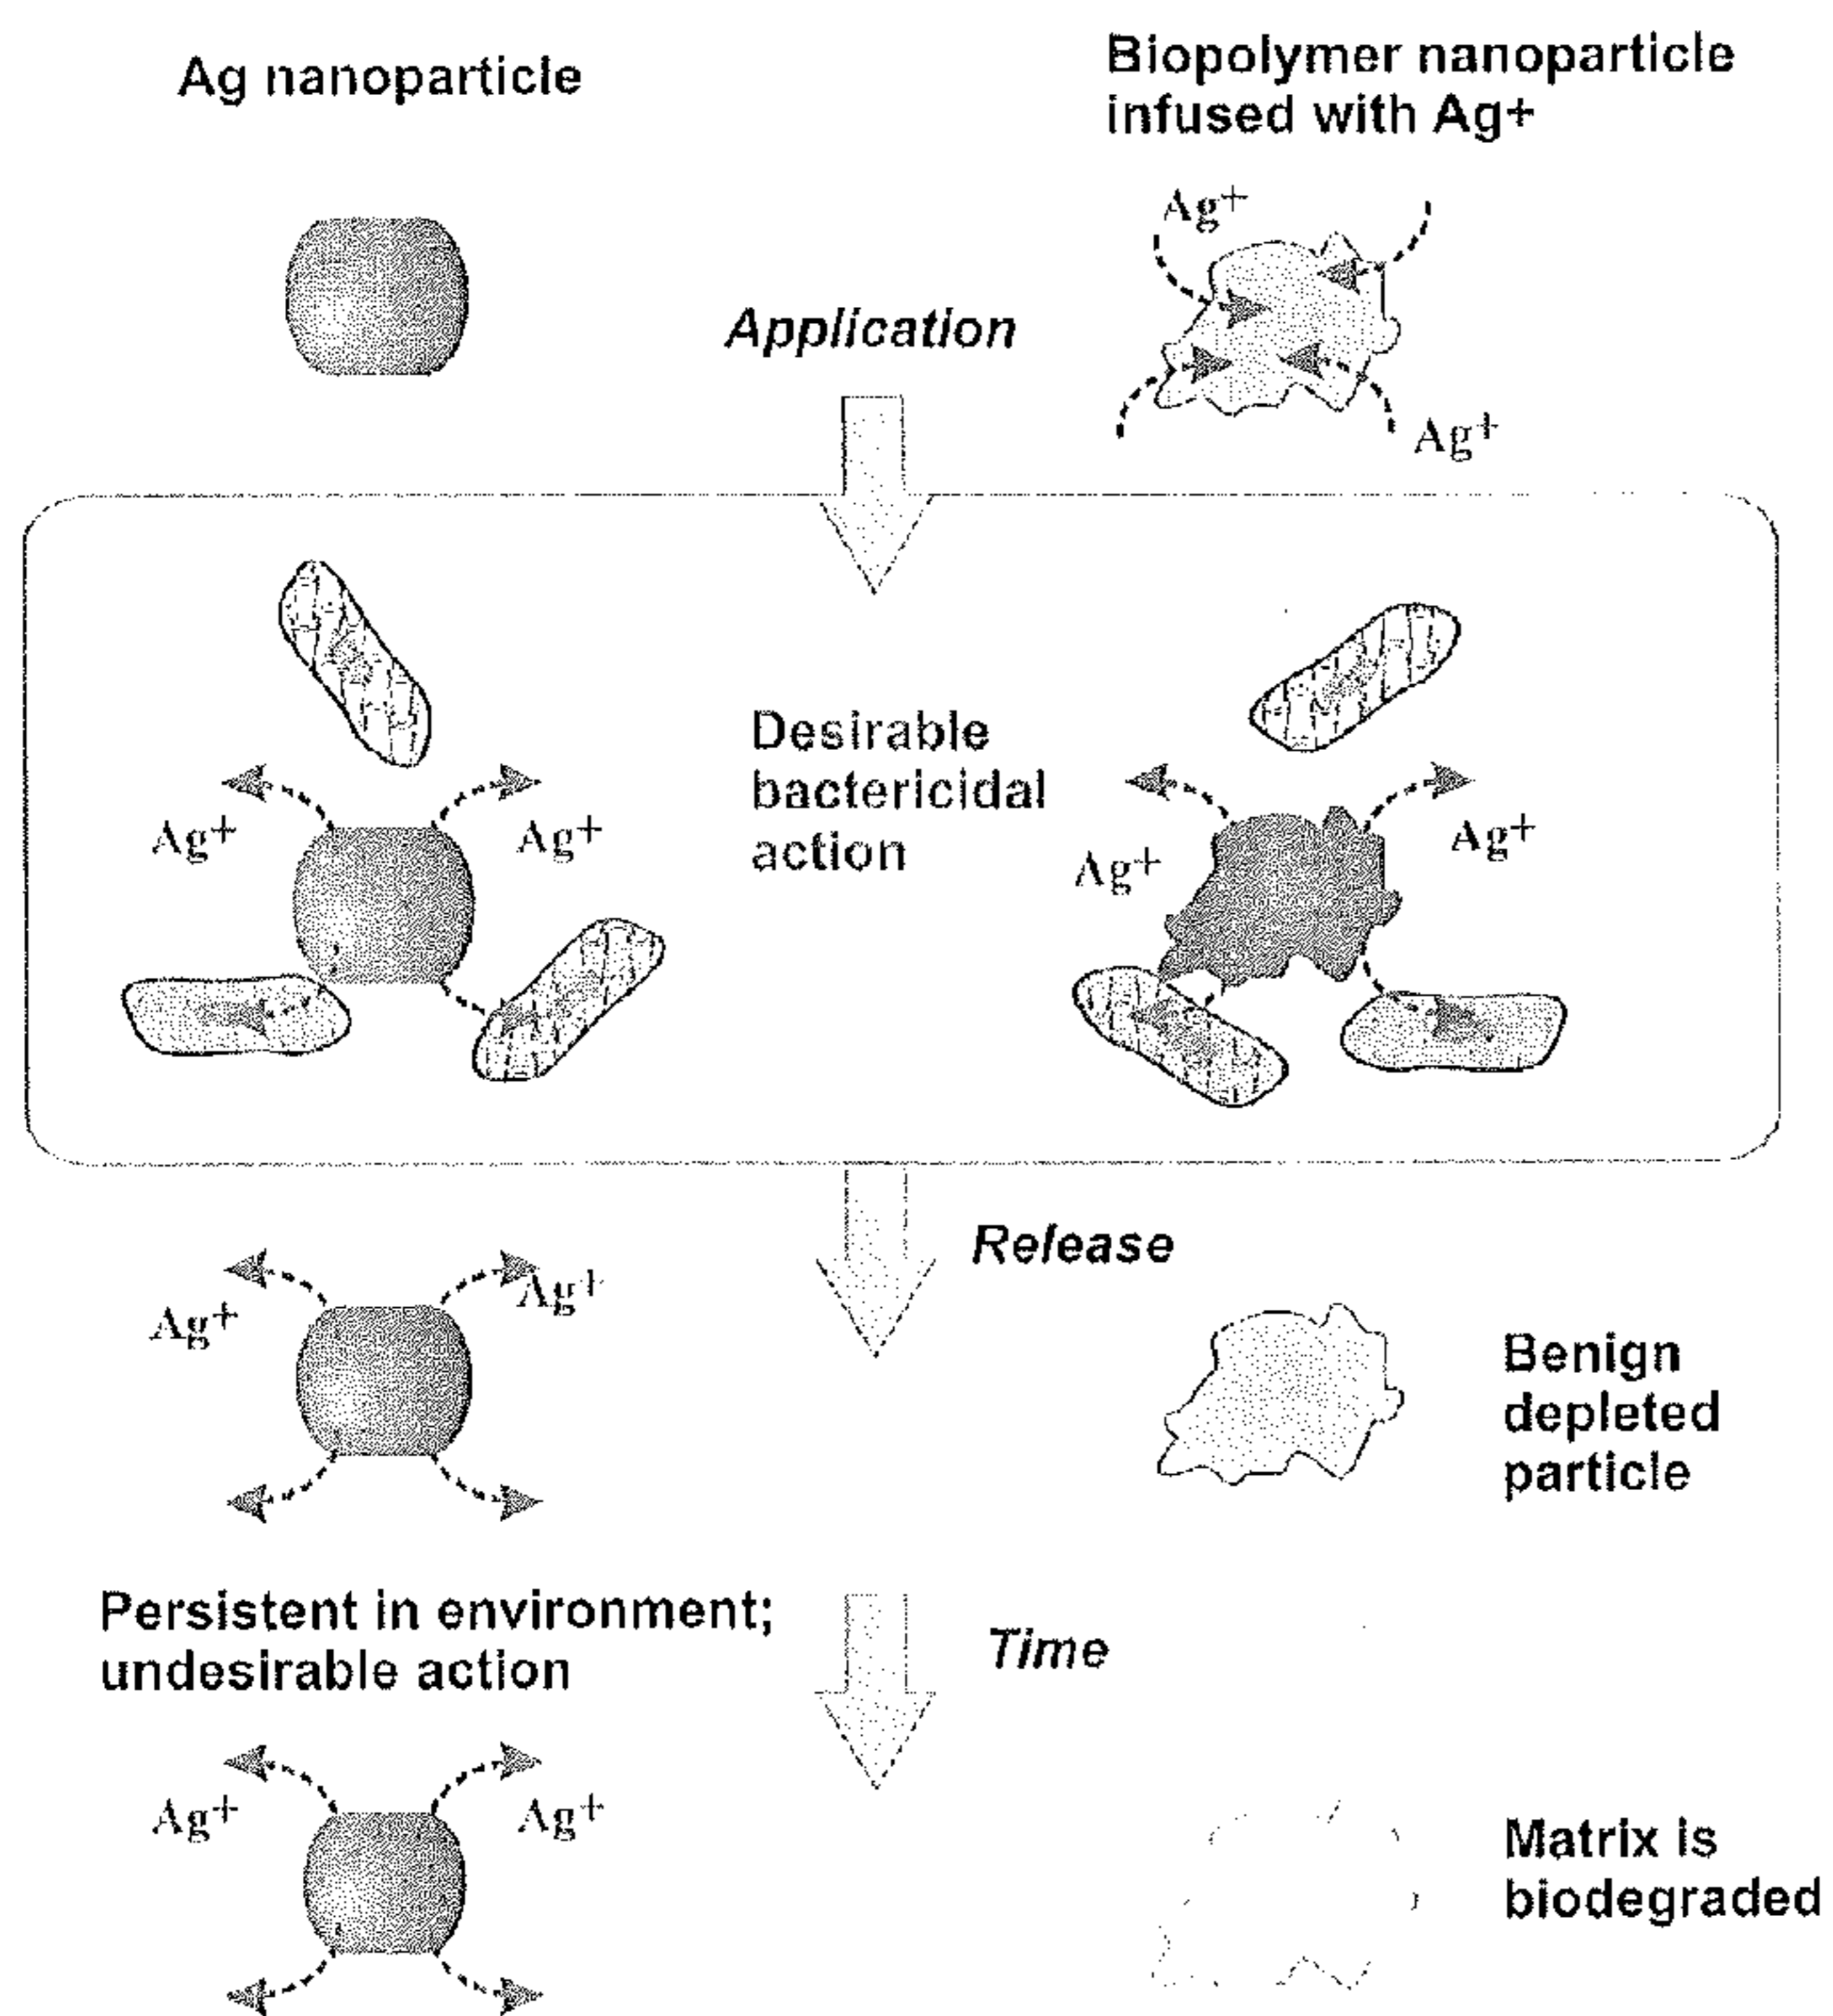 Ag nanoparticle
Biopolymer nanoparticle
infused with Ag+
Ag⁺
Application
Ag⁺
Desirable
bactericidal
action
Ag⁺
Ag⁺
Ag⁺
Ag⁺
Release
Ag⁺
Ag⁺
Benign
depleted
particle
Persistent in environment;
undesirable action
Time
Ag⁺
Ag⁺
Matrix is
biodegraded